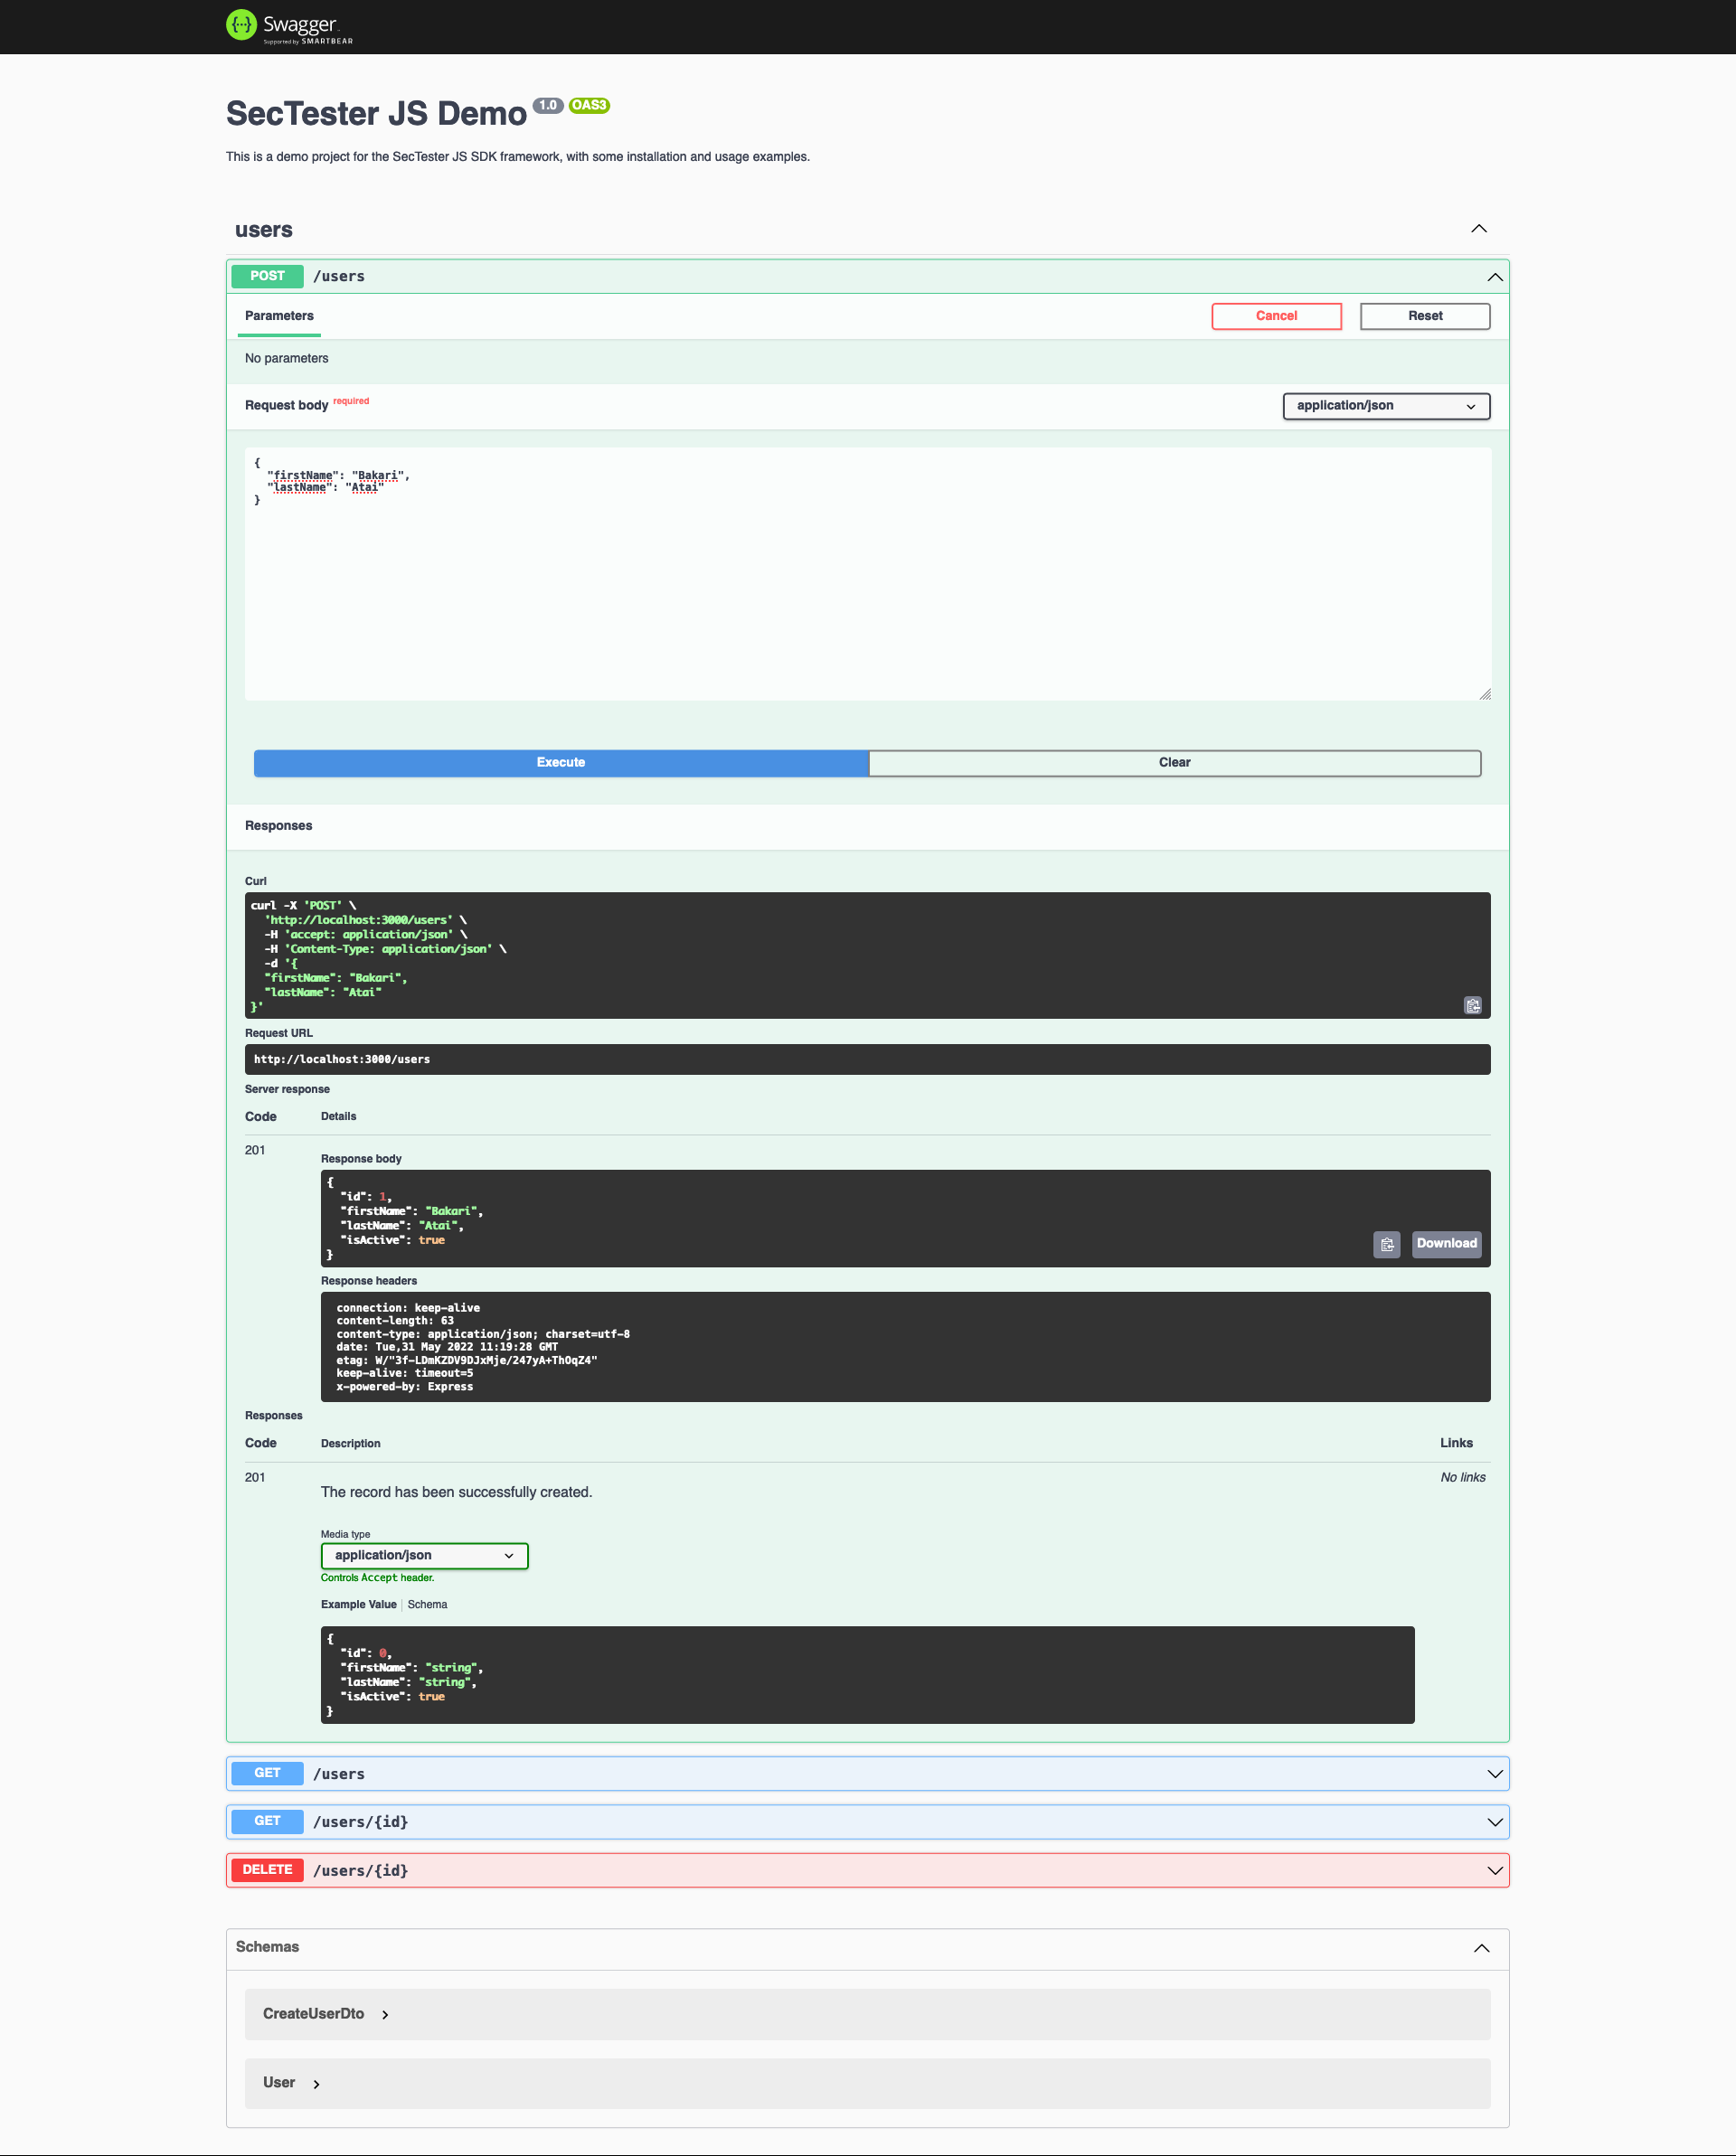 Swagger
Supported by SMARTBEAR
SecTester JS Demo 1.0 OAS3
This is a demo project for the SecTester JS SDK framework, with some installation and usage examples.
users
POST /users
Parameters Cancel Reset
No parameters
Request body required application/json
{
  "firstName": "Bakari",
  "lastName": "Atai"
}
Execute Clear
Responses
Curl
curl -X 'POST' \
  'http://localhost:3000/users' \
  -H 'accept: application/json' \
  -H 'Content-Type: application/json' \
  -d '{
  "firstName": "Bakari",
  "lastName": "Atai"
}'
Request URL
http://localhost:3000/users
Server response
Code Details
201
Response body
{
  "id": 1,
  "firstName": "Bakari",
  "lastName": "Atai",
  "isActive": true
}
Download
Response headers
connection: keep-alive
content-length: 63
content-type: application/json; charset=utf-8
date: Tue,31 May 2022 11:19:28 GMT
etag: W/"3f-LDmKZDV9DJxMje/247yA+ThOqZ4"
keep-alive: timeout=5
x-powered-by: Express
Responses
Code Description Links
201 No links
The record has been successfully created.
Media type
application/json
Controls Accept header.
Example Value Schema
{
  "id": 0,
  "firstName": "string",
  "lastName": "string",
  "isActive": true
}
GET /users
GET /users/{id}
DELETE /users/{id}
Schemas
CreateUserDto
User